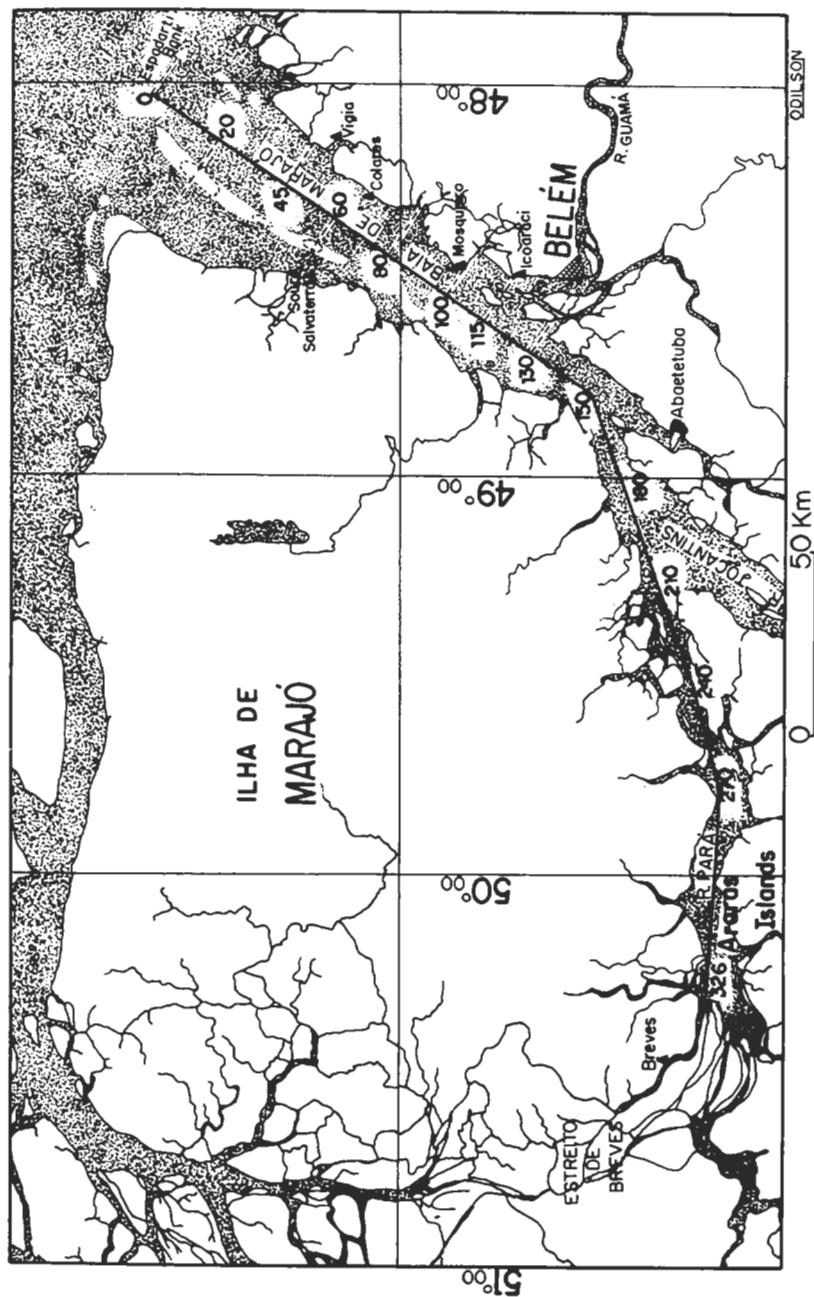 spadart
Bank
0
20
45
60
80
100
115
130
150
180
210
240
270
326
BAIA
DE
MARAJÓ
Vigia
Colares
Mosqueiro
Icoaraci
BELÉM
R. GUAMÁ
Salvaterra
Abaetetuba
TOCANTINS
ILHA DE
MARAJÓ
R. PARÁ
Araras
Islands
Breves
ESTREITO
DE
BREVES
48°00'
49°00'
50°00'
51°00'
0
50 Km
ODILSON